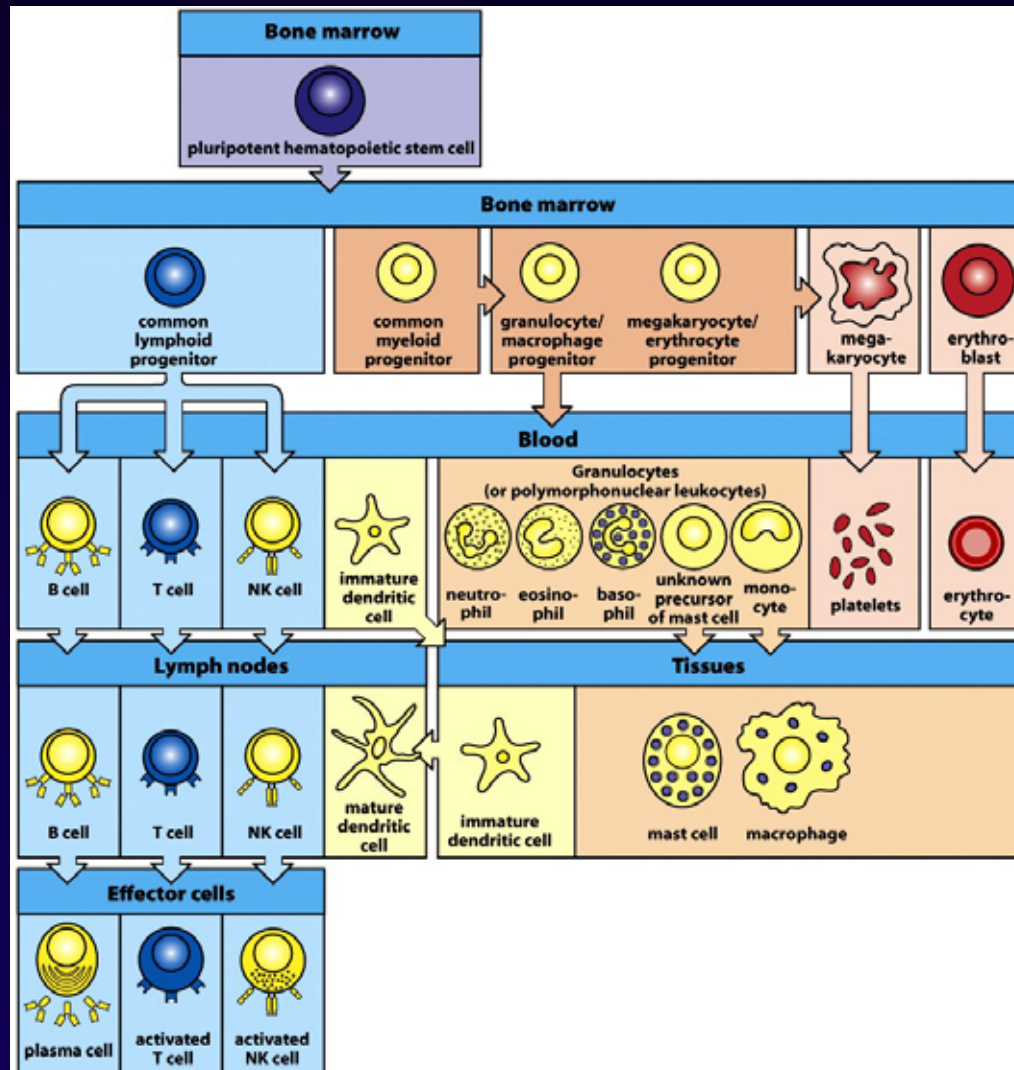 Bone marrow
pluripotent hematopoietic stem cell
Bone marrow
common
lymphoid
progenitor
common
myeloid
progenitor
granulocyte/
macrophage
progenitor
megakaryocyte/
erythrocyte
progenitor
mega-
karyocyte
erythro-
blast
Blood
B cell
T cell
NK cell
immature
dendritic
cell
Granulocytes
(or polymorphonuclear leukocytes)
neutro-
phil
eosino-
phil
baso-
phil
unknown
precursor
of mast cell
mono-
cyte
platelets
erythro-
cyte
Lymph nodes
Tissues
B cell
T cell
NK cell
mature
dendritic
cell
immature
dendritic cell
mast cell
macrophage
Effector cells
plasma cell
activated
T cell
activated
NK cell